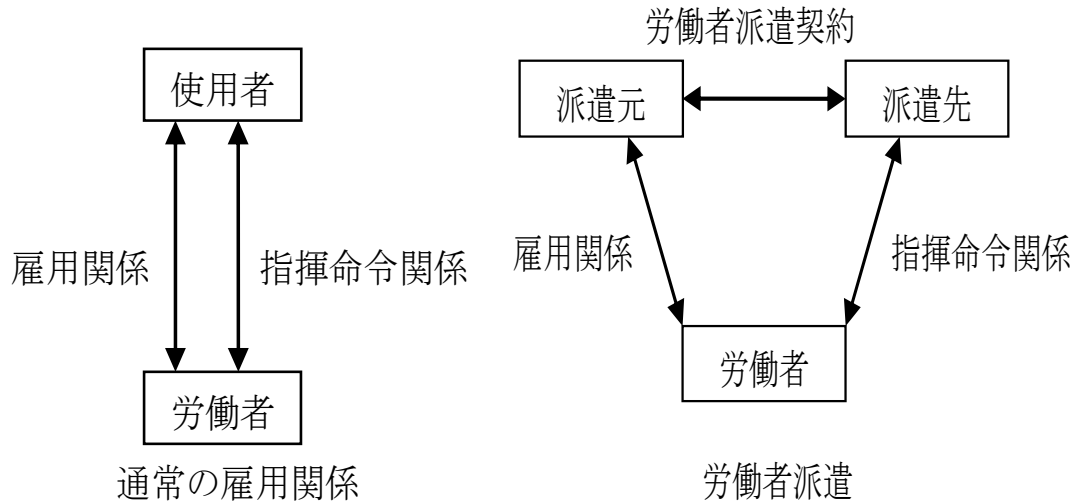 使用者
雇用関係
指揮命令関係
労働者
通常の雇用関係
労働者派遣契約
派遣元
派遣先
雇用関係
指揮命令関係
労働者
労働者派遣